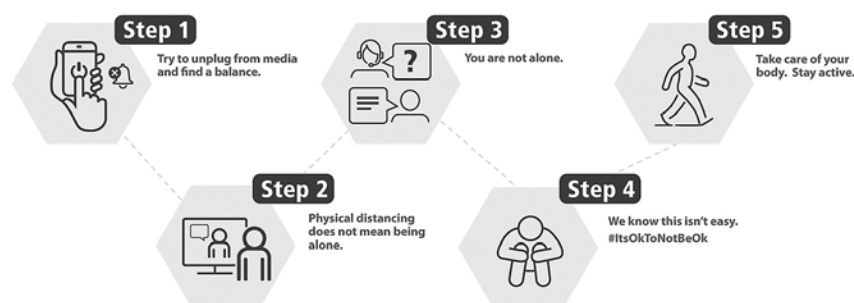 Step 1
Try to unplug from media
and find a balance.
Step 2
Physical distancing
does not mean being
alone.
Step 3
You are not alone.
?
Step 4
We know this isn't easy.
#ItsOkToNotBeOk
Step 5
Take care of your
body.  Stay active.